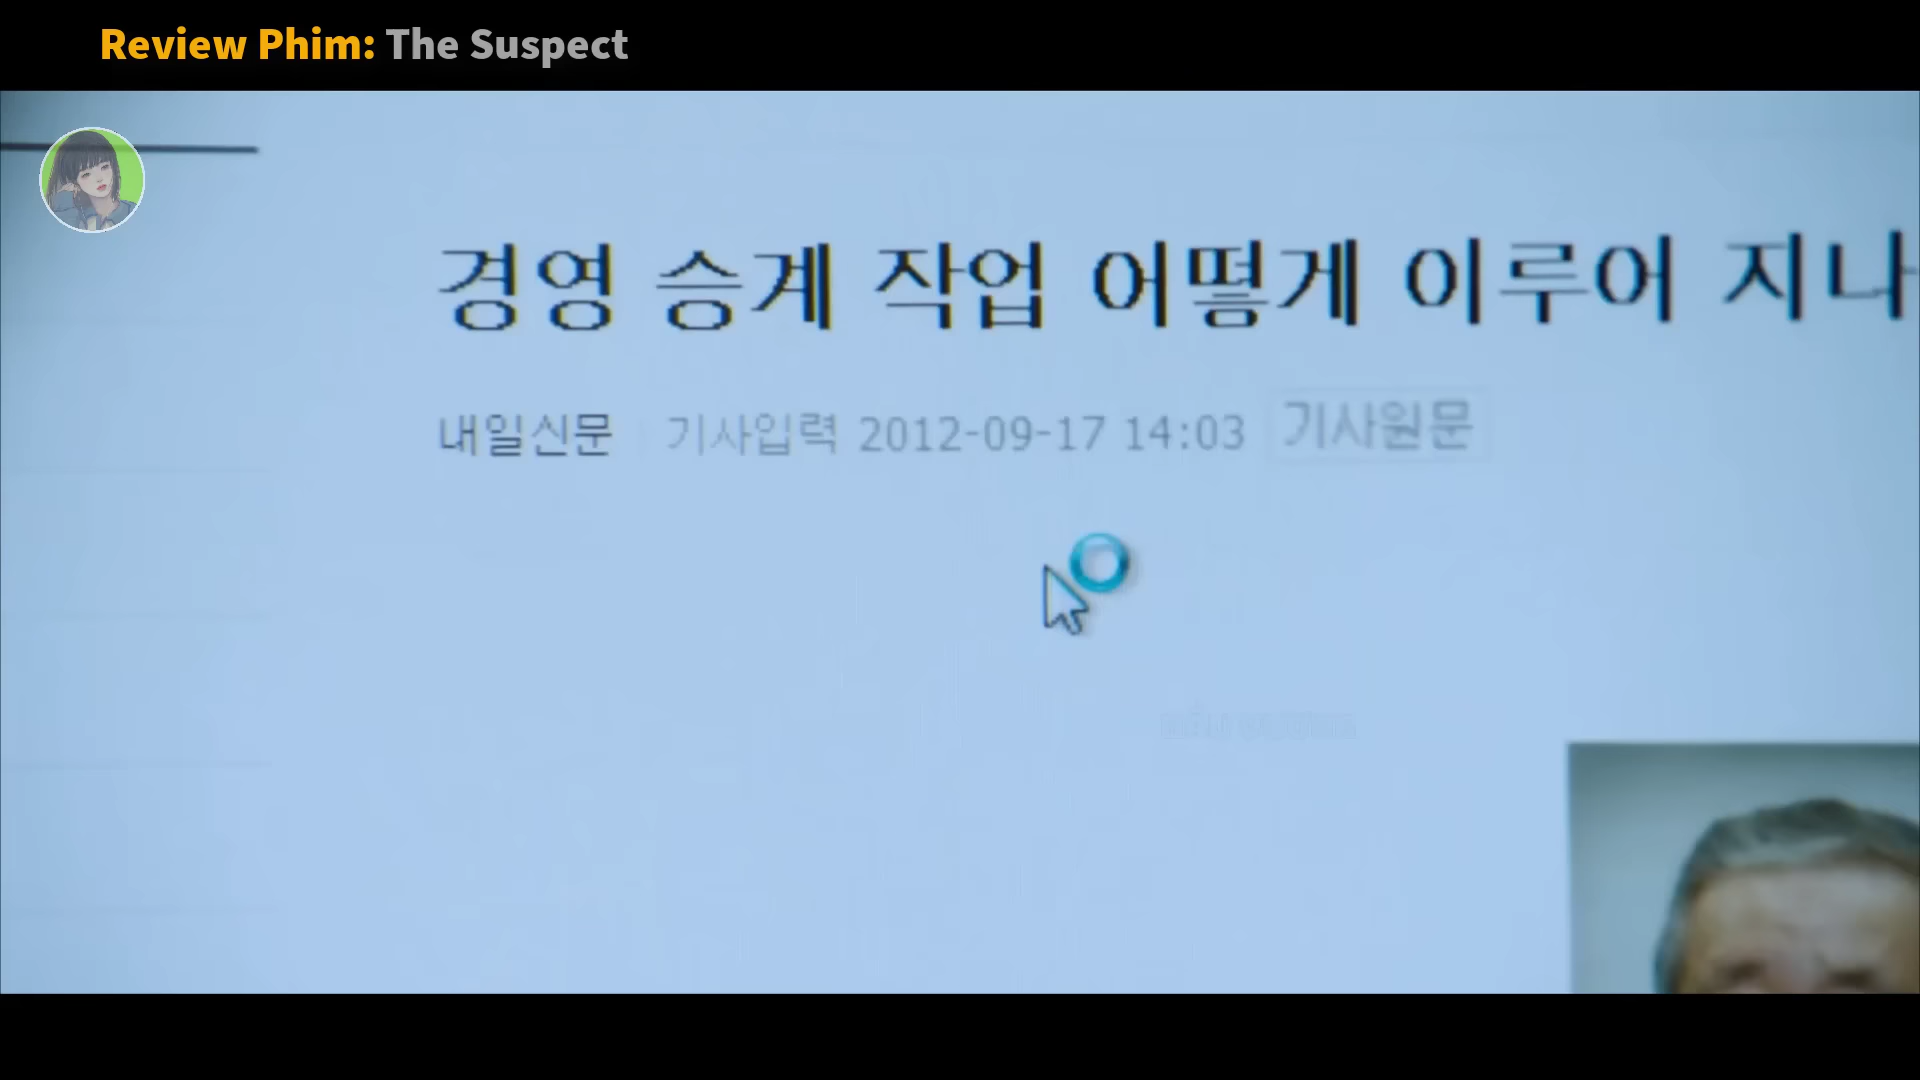 Review Phim: The Suspect
경영 승계 작업 어떻게 이루어 지나
내일신문 기사입력 2012-09-17 14:03 기사원문